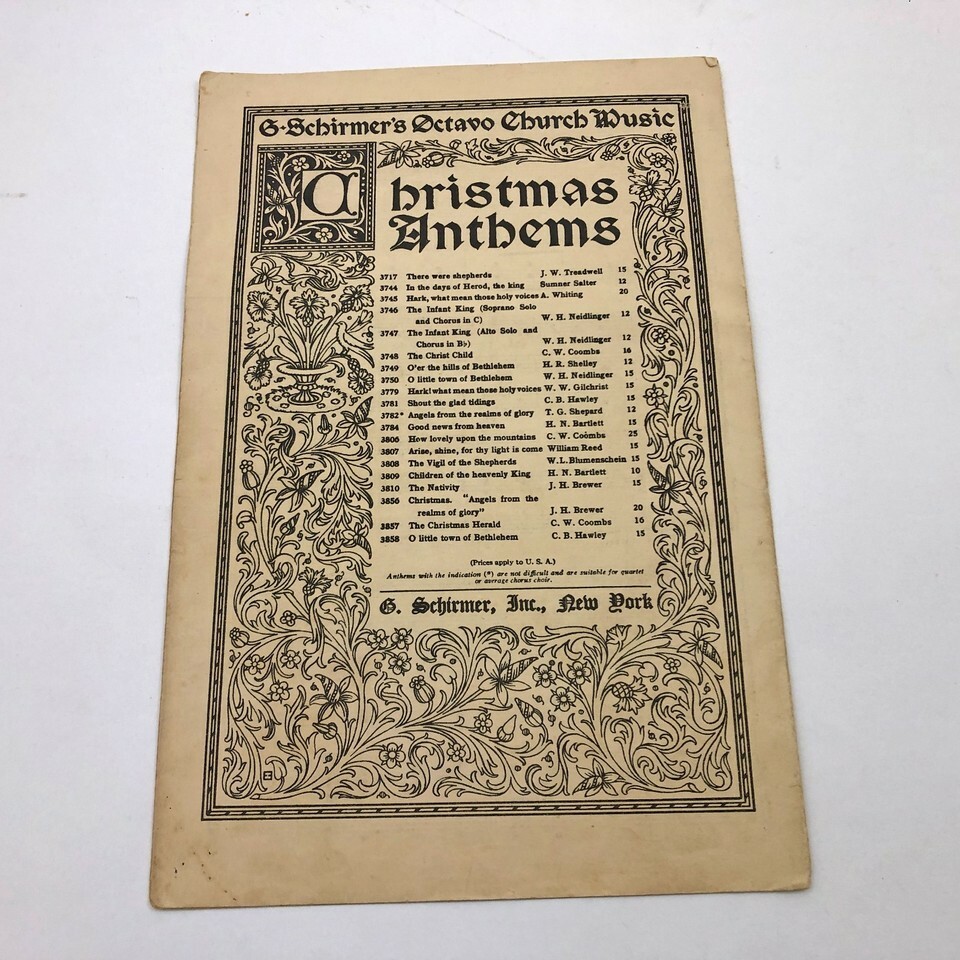 G. Schirmer's Octavo Church Music
Christmas
Anthems
3717 There were shepherds J. W. Treadwell 15
3744 In the days of Herod, the king Sumner Salter 12
3745 Hark, what mean those holy voices A. Whiting 20
3746 The Infant King (Soprano Solo
and Chorus in C) W. H. Neidlinger 12
3747 The Infant King (Alto Solo and
Chorus in B♭) W. H. Neidlinger 12
3748 The Christ Child C. W. Coombs 16
3749 O'er the hills of Bethlehem H. R. Shelley 12
3750 O little town of Bethlehem W. H. Neidlinger 15
3779 Hark! what mean those holy voices W. W. Gilchrist 15
3781 Shout the glad tidings C. B. Hawley 15
3782* Angels from the realms of glory T. G. Shepard 12
3784 Good news from heaven H. N. Bartlett 15
3806 How lovely upon the mountains C. W. Coombs 25
3807 Arise, shine, for thy light is come William Reed 15
3808 The Vigil of the Shepherds W. L. Blumenschein 15
3809 Children of the heavenly King H. N. Bartlett 10
3810 The Nativity J. H. Brewer 15
3856 Christmas. "Angels from the
realms of glory" J. H. Brewer 20
3857 The Christmas Herald C. W. Coombs 16
3858 O little town of Bethlehem C. B. Hawley 15
(Prices apply to U. S. A.)
Anthems with the indication (*) are not difficult and are suitable for quartet
or average chorus choir.
G. Schirmer, Inc., New York